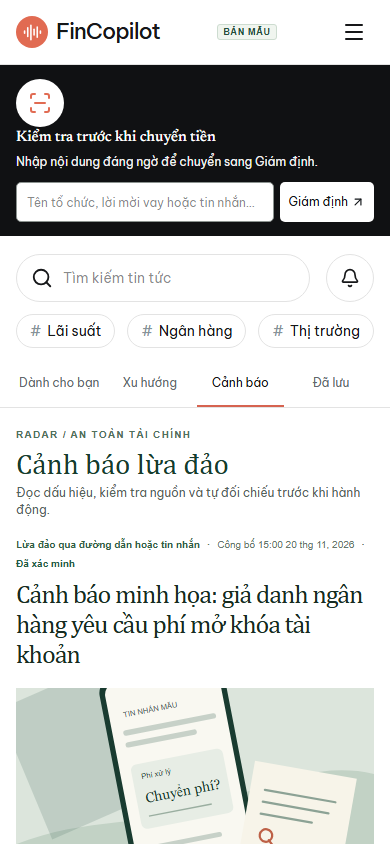 FinCopilot
BẢN MẪU
Kiểm tra trước khi chuyển tiền
Nhập nội dung đáng ngờ để chuyển sang Giám định.
Tên tổ chức, lời mời vay hoặc tin nhắn...
Giám định
Tìm kiếm tin tức
# Lãi suất
# Ngân hàng
# Thị trường
Dành cho bạn
Xu hướng
Cảnh báo
Đã lưu
RADAR / AN TOÀN TÀI CHÍNH
Cảnh báo lừa đảo
Đọc dấu hiệu, kiểm tra nguồn và tự đối chiếu trước khi hành
động.
Lừa đảo qua đường dẫn hoặc tin nhắn · Công bố 15:00 20 thg 11, 2026 ·
Đã xác minh
Cảnh báo minh họa: giả danh ngân
hàng yêu cầu phí mở khóa tài
khoản
TIN NHẮN MẪU
Phí xử lý
Chuyển phí?